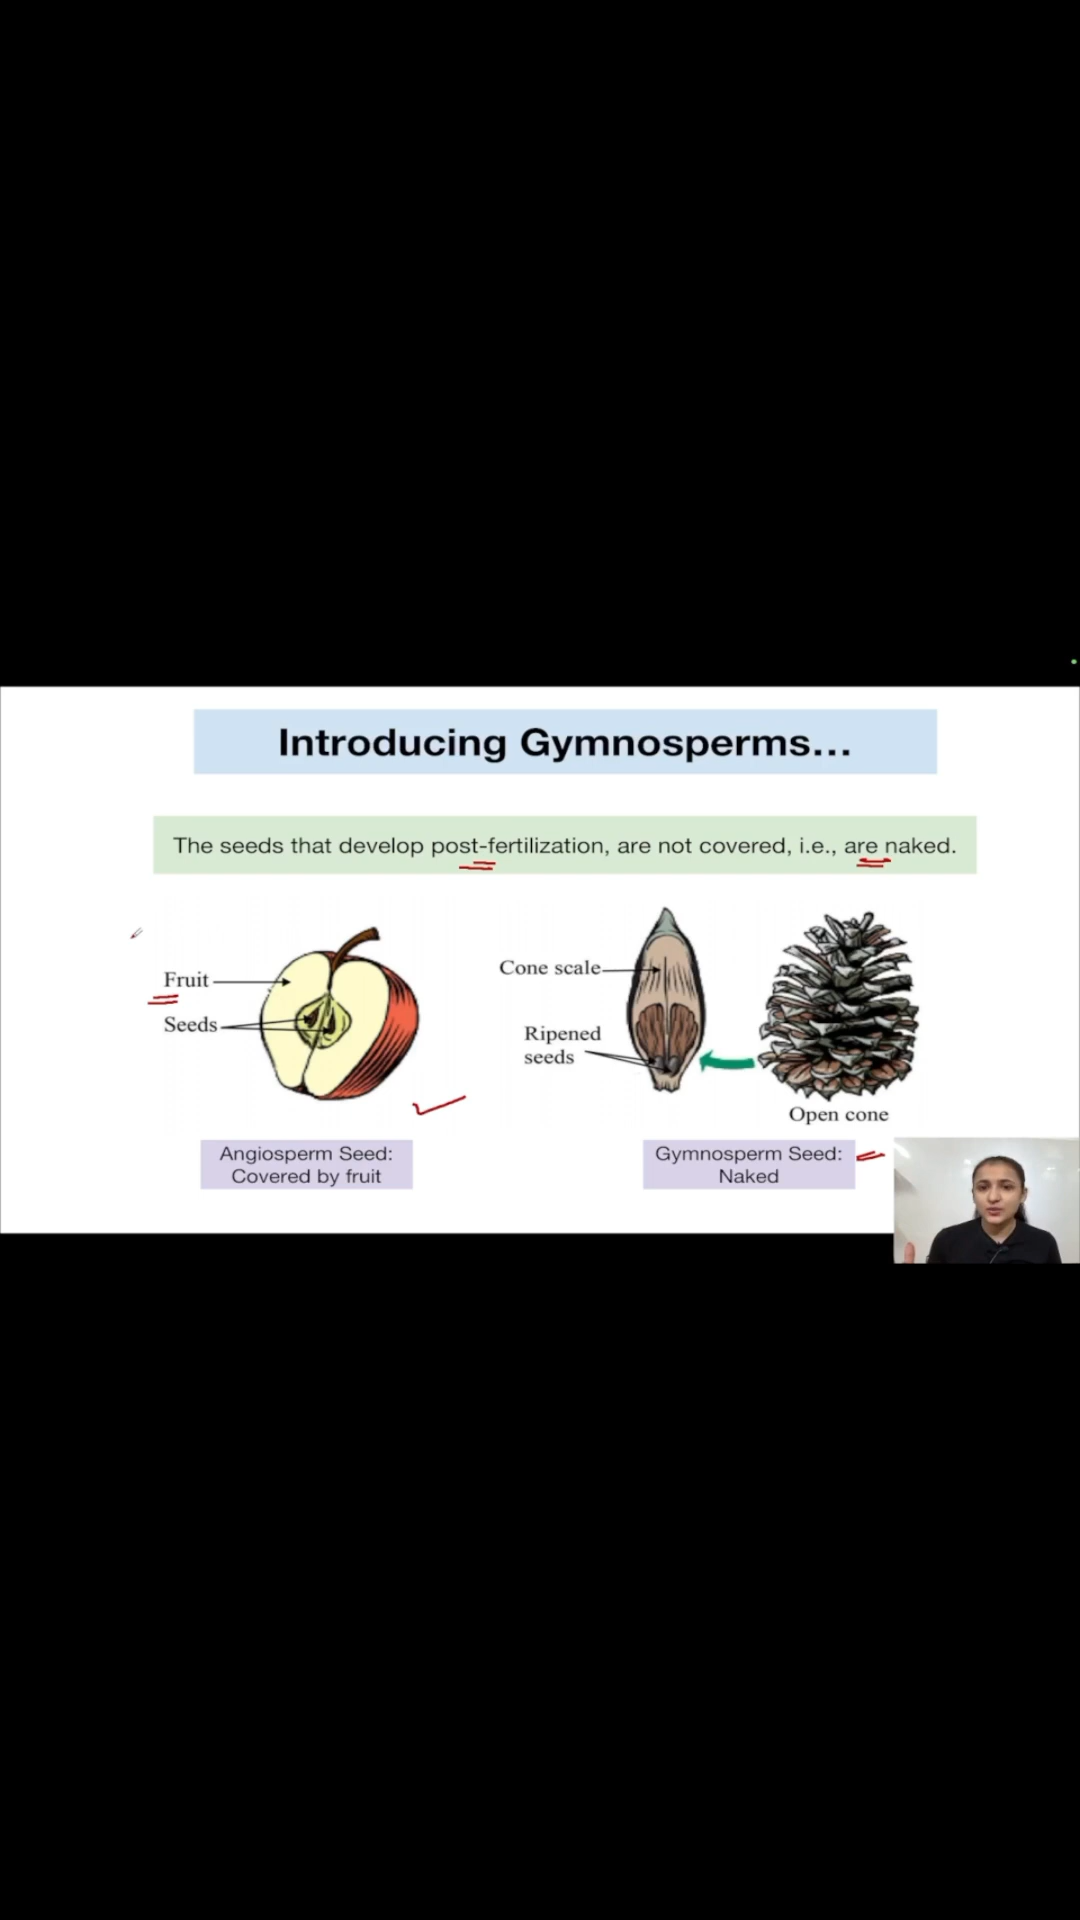 Introducing Gymnosperms...
The seeds that develop post-fertilization, are not covered, i.e., are naked.
Fruit
Seeds
Cone scale
Ripened
seeds
Open cone
Angiosperm Seed:
Covered by fruit
Gymnosperm Seed:
Naked